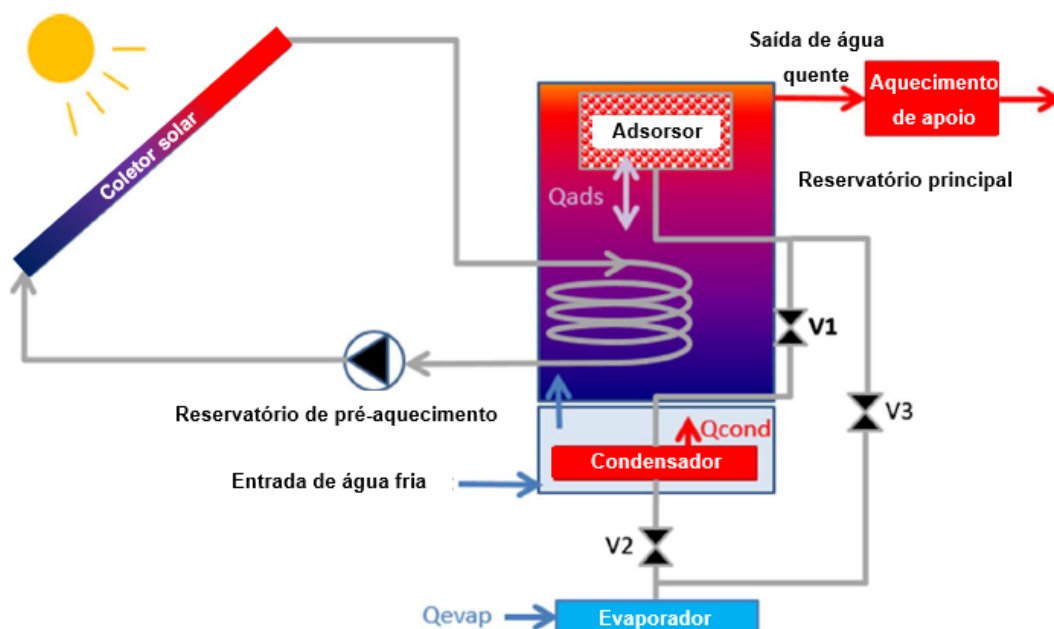 Saída de água
quente
Aquecimento
de apoio
Coletor solar
Adsorsor
Qads
Reservatório principal
V1
Reservatório de pré-aquecimento
V3
Qcond
Condensador
Entrada de água fria
V2
Qevap
Evaporador